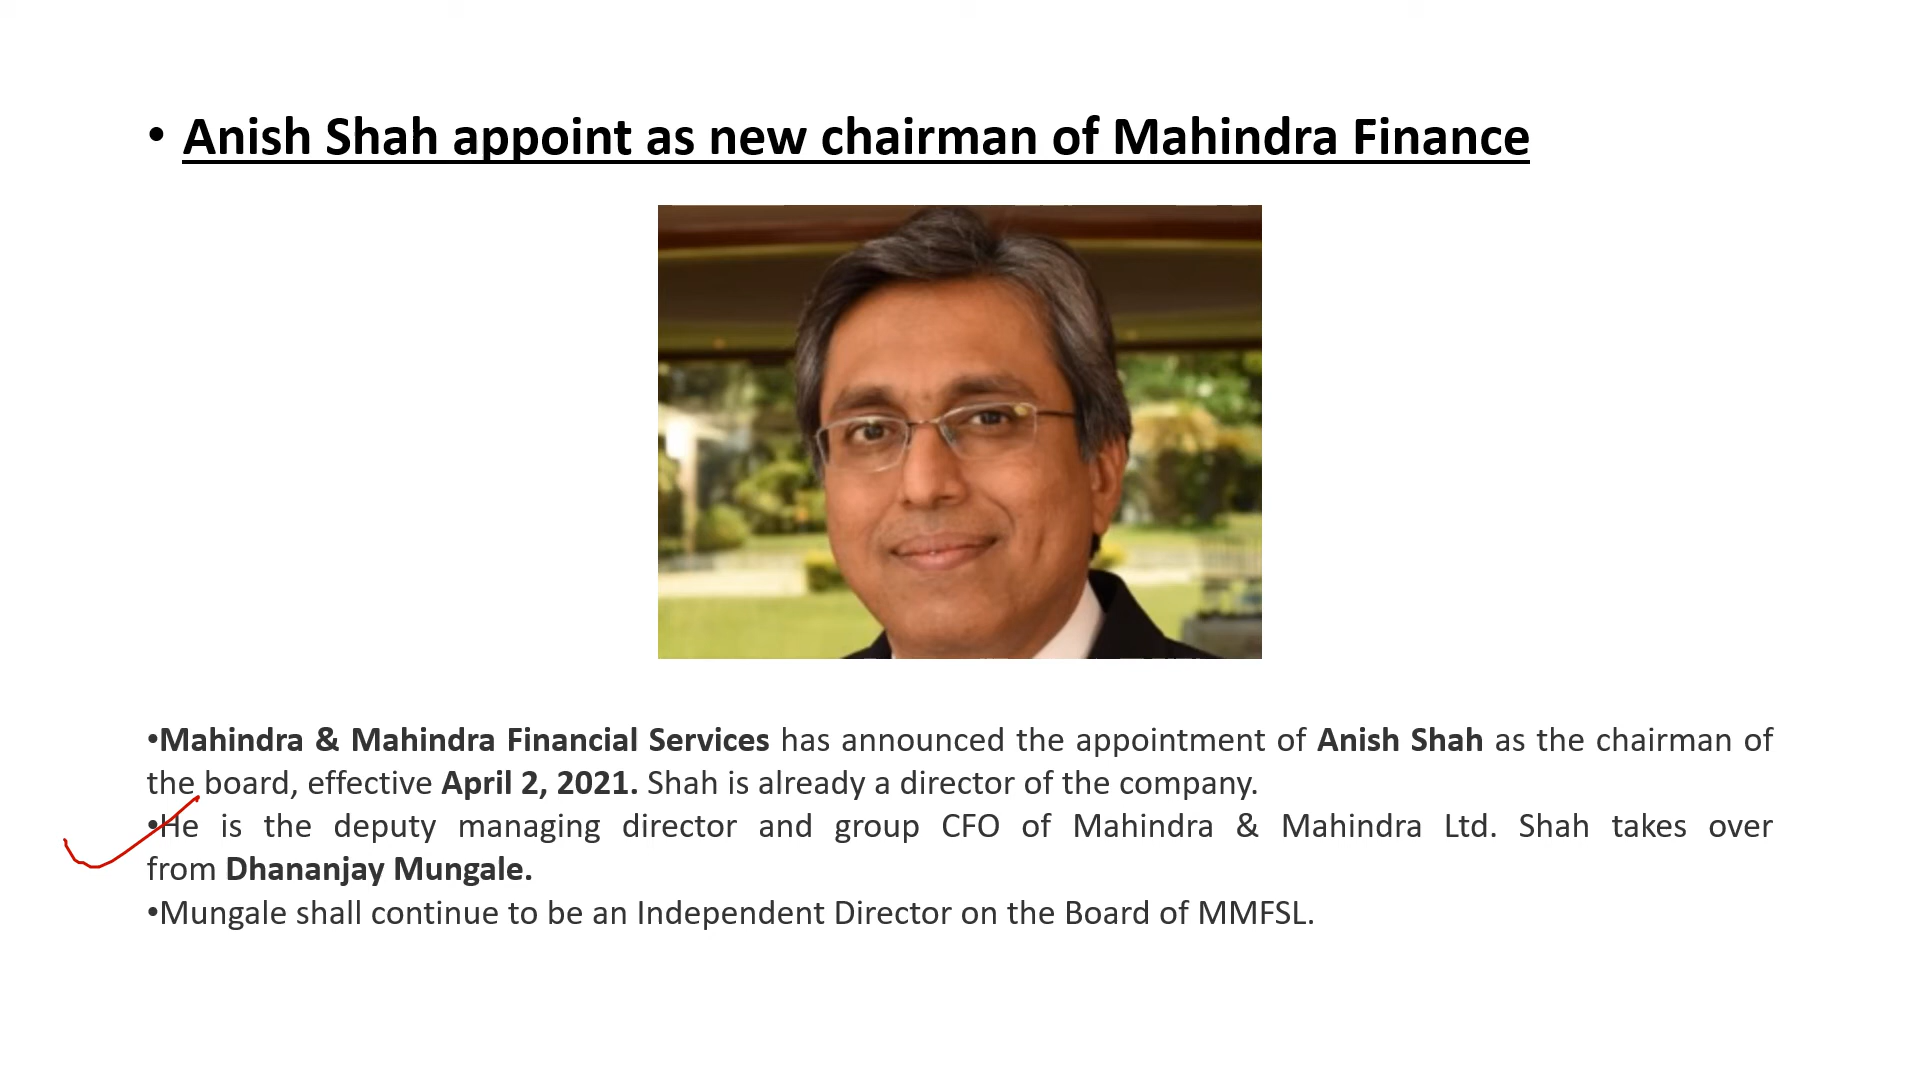 • Anish Shah appoint as new chairman of Mahindra Finance
•Mahindra & Mahindra Financial Services has announced the appointment of Anish Shah as the chairman of
the board, effective April 2, 2021. Shah is already a director of the company.
•He is the deputy managing director and group CFO of Mahindra & Mahindra Ltd. Shah takes over
from Dhananjay Mungale.
•Mungale shall continue to be an Independent Director on the Board of MMFSL.